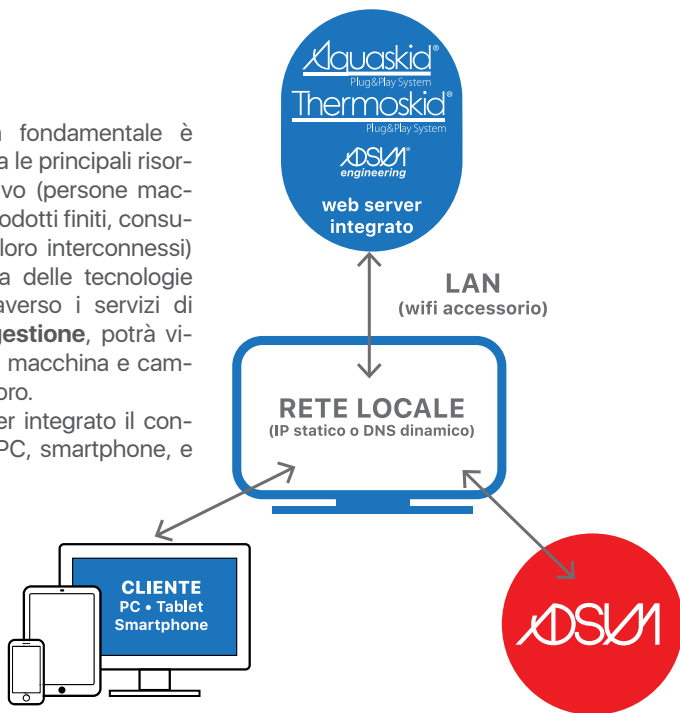 fondamentale è
le principali risor-
vo (persone mac-
odotti finiti, consu-
loro interconnessi)
a delle tecnologie
averso i servizi di
gestione, potrà vi-
macchina e cam-
oro.
er integrato il con-
PC, smartphone, e
Aquaskid®
Plug&Play System
Thermoskid®
Plug&Play System
ADSUM®
engineering
web server
integrato
LAN
(wifi accessorio)
RETE LOCALE
(IP statico o DNS dinamico)
CLIENTE
PC • Tablet
Smartphone
ADSUM